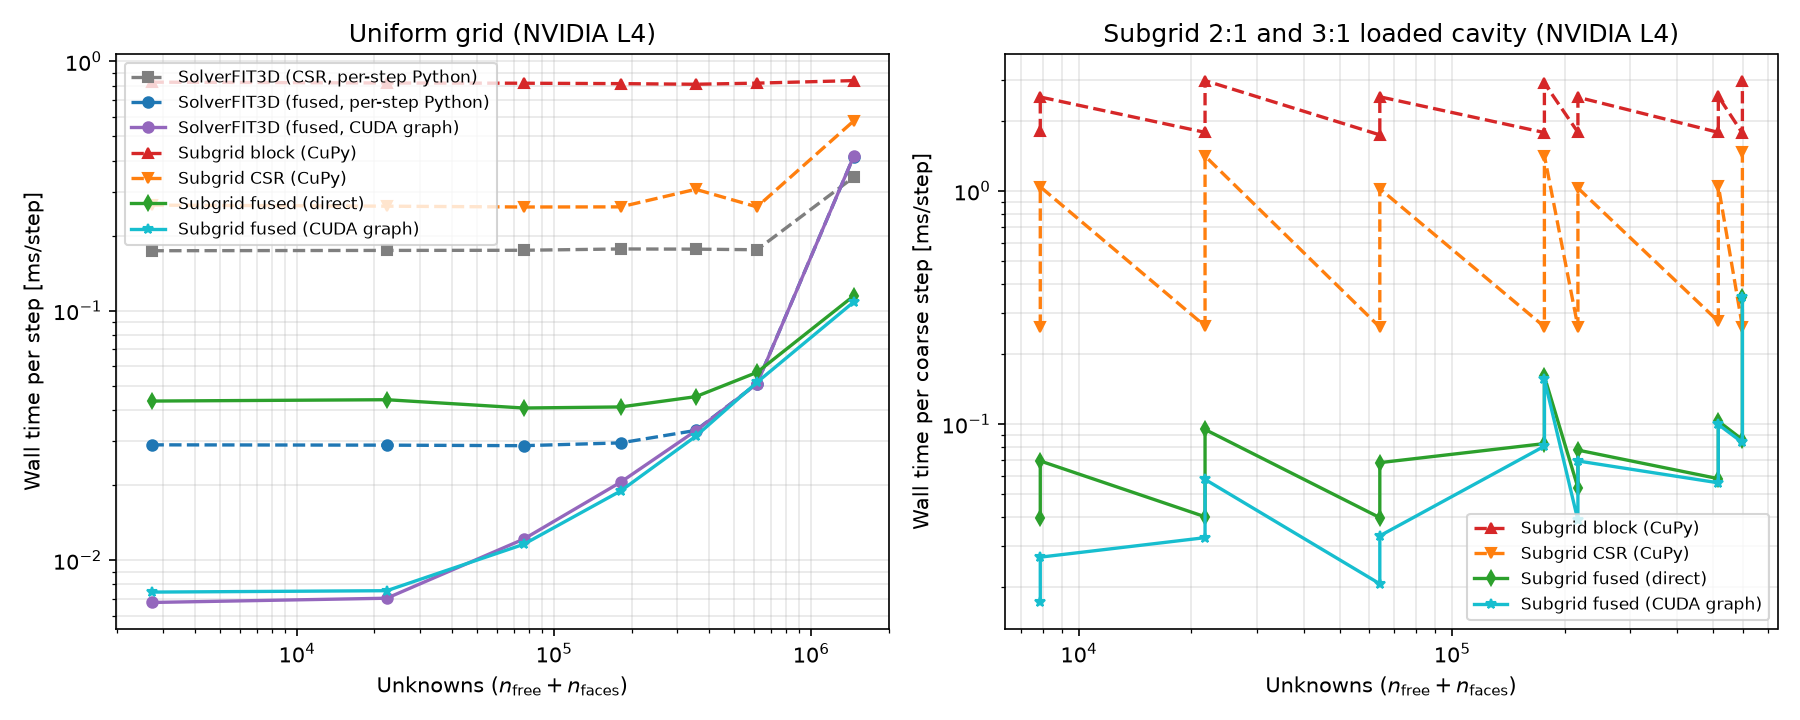 Uniform grid (NVIDIA L4)
Wall time per step [ms/step]
10⁰
10⁻¹
10⁻²
SolverFIT3D (CSR, per-step Python)
SolverFIT3D (fused, per-step Python)
SolverFIT3D (fused, CUDA graph)
Subgrid block (CuPy)
Subgrid CSR (CuPy)
Subgrid fused (direct)
Subgrid fused (CUDA graph)
10⁴ 10⁵ 10⁶
Unknowns (n_free + n_faces)
Subgrid 2:1 and 3:1 loaded cavity (NVIDIA L4)
Wall time per coarse step [ms/step]
10⁰
10⁻¹
Subgrid block (CuPy)
Subgrid CSR (CuPy)
Subgrid fused (direct)
Subgrid fused (CUDA graph)
10⁴ 10⁵
Unknowns (n_free + n_faces)